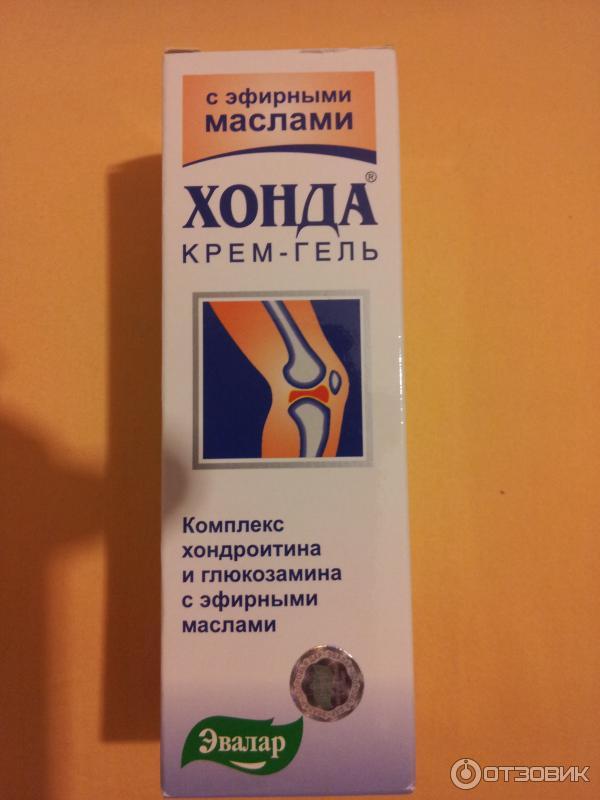 с эфирными
маслами
ХОНДА®
КРЕМ-ГЕЛЬ
Комплекс
хондроитина
и глюкозамина
с эфирными
маслами
Эвалар
ОТЗОВИК